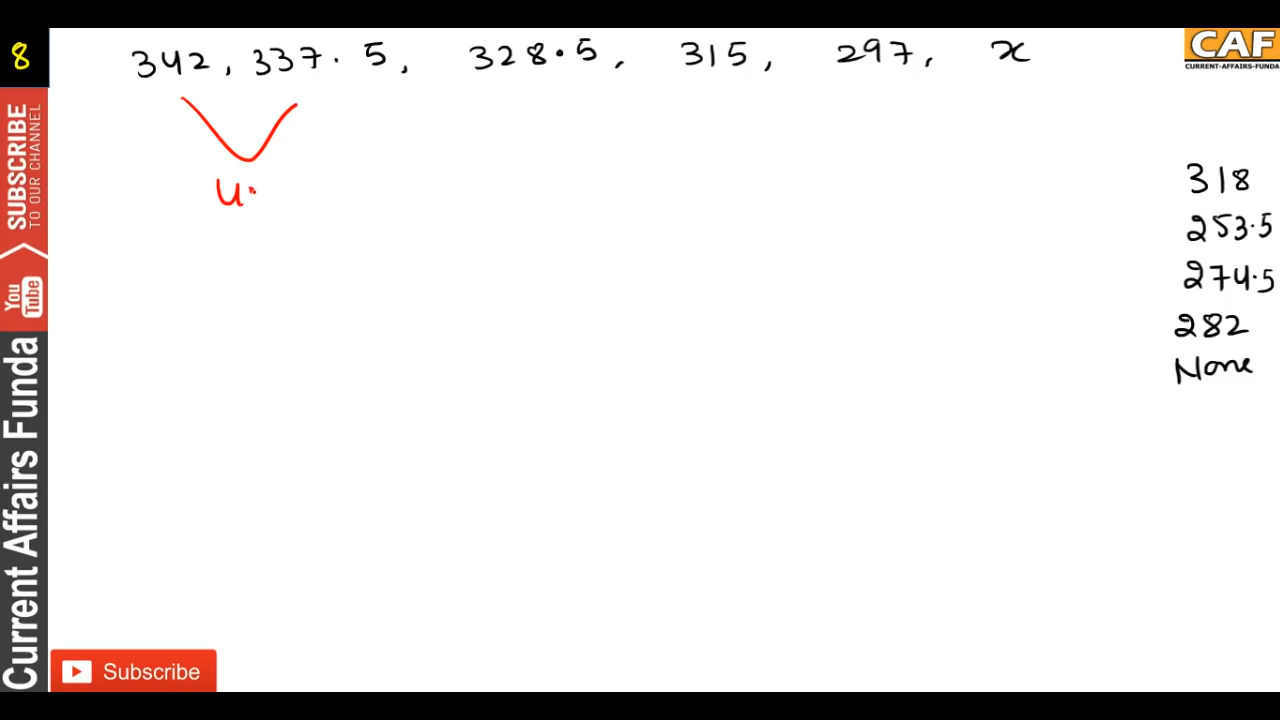 8
342, 337.5, 328.5, 315, 297, x
CAF
CURRENT-AFFAIRS-FUNDA
4.
318
253.5
274.5
282
None
SUBSCRIBE
TO OUR CHANNEL
You Tube
Current Affairs Funda
Subscribe